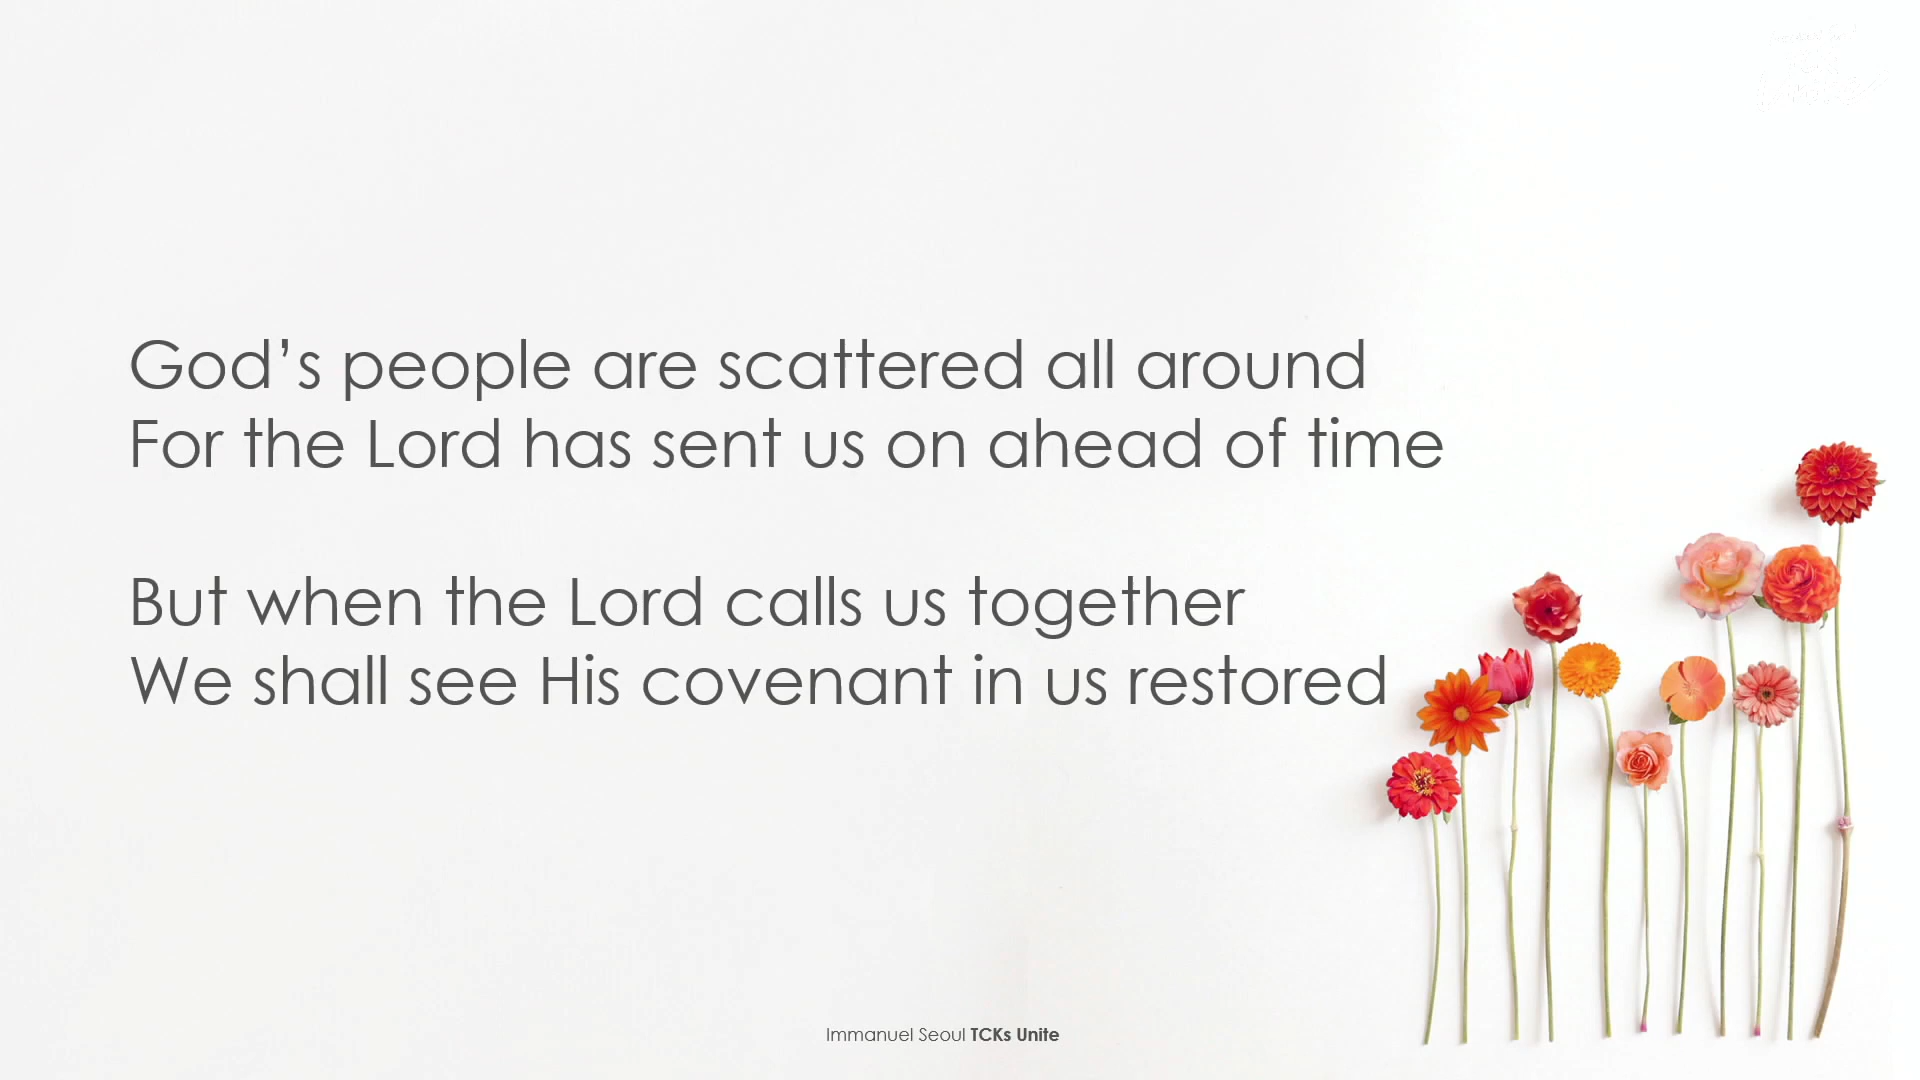 God’s people are scattered all around
For the Lord has sent us on ahead of time
But when the Lord calls us together
We shall see His covenant in us restored
Immanuel Seoul TCKs Unite